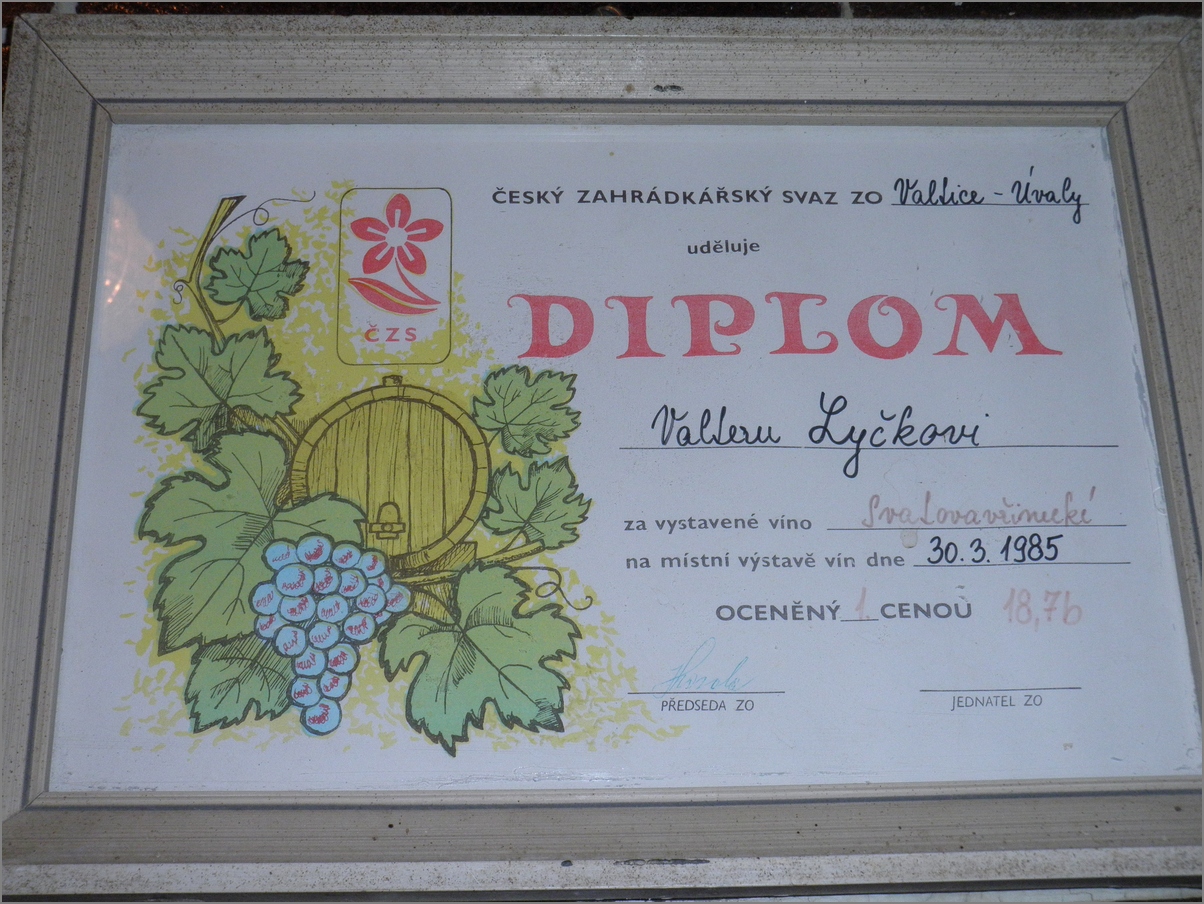 ČZS
ČESKÝ ZAHRÁDKÁŘSKÝ SVAZ ZO Valtice - Úvaly
uděluje
DIPLOM
Valteru Lyčkovi
za vystavené víno Svatovavřinecké
na místní výstavě vín dne 30.3.1985
OCENĚNÝ 1. CENOU 18,7b
PŘEDSEDA ZO
JEDNATEL ZO